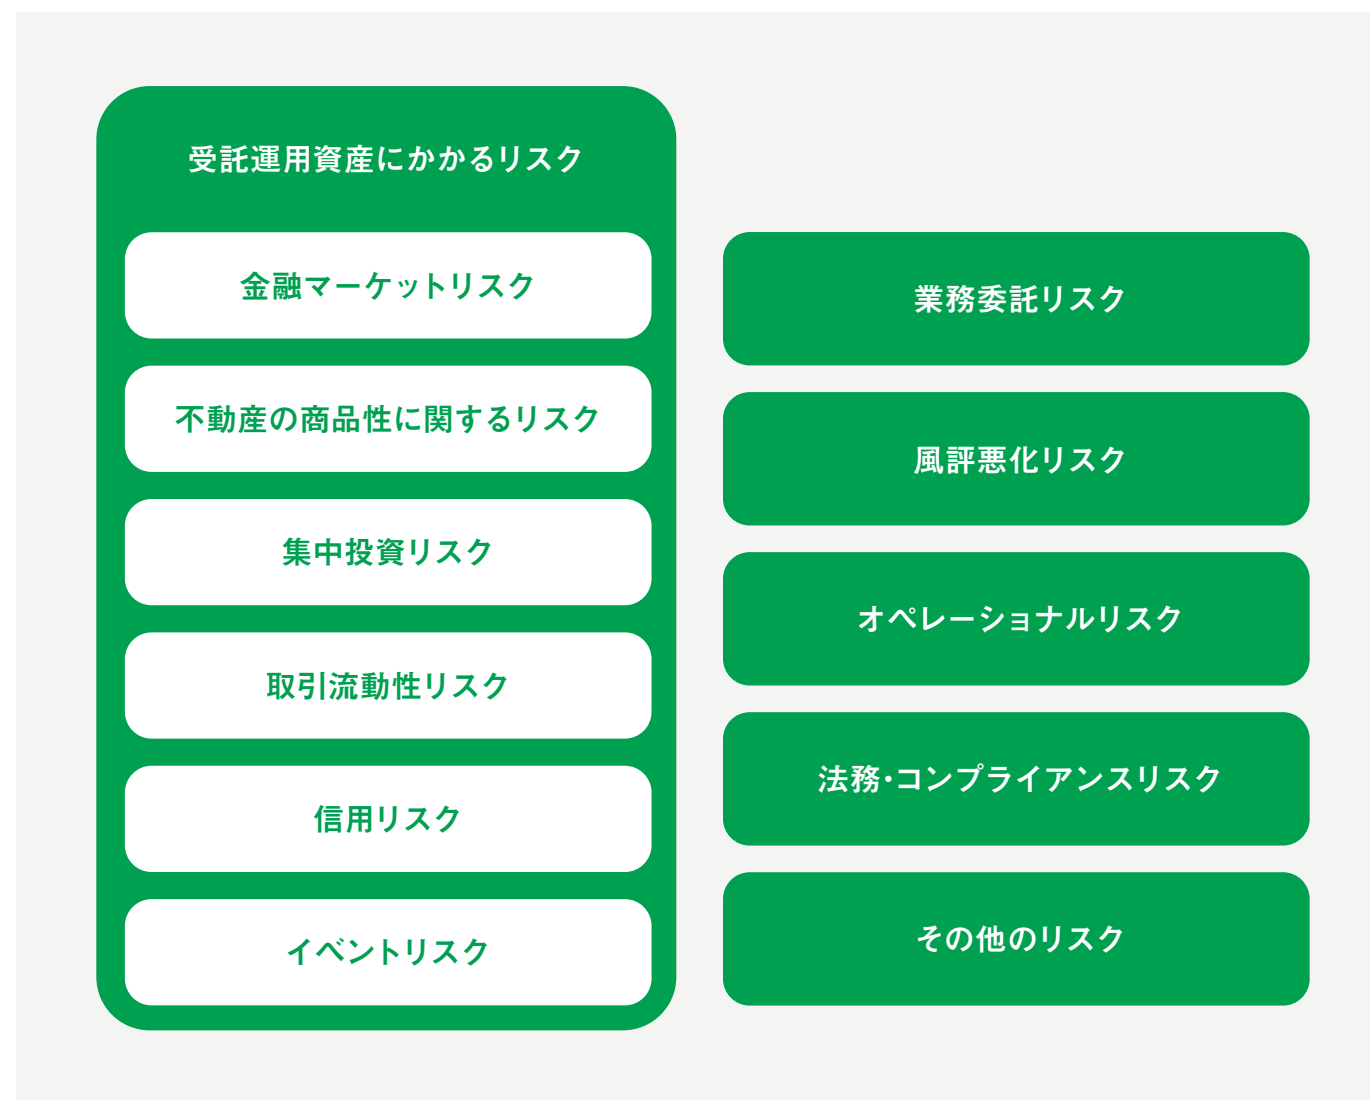 受託運用資産にかかるリスク
金融マーケットリスク
不動産の商品性に関するリスク
集中投資リスク
取引流動性リスク
信用リスク
イベントリスク
業務委託リスク
風評悪化リスク
オペレーショナルリスク
法務・コンプライアンスリスク
その他のリスク